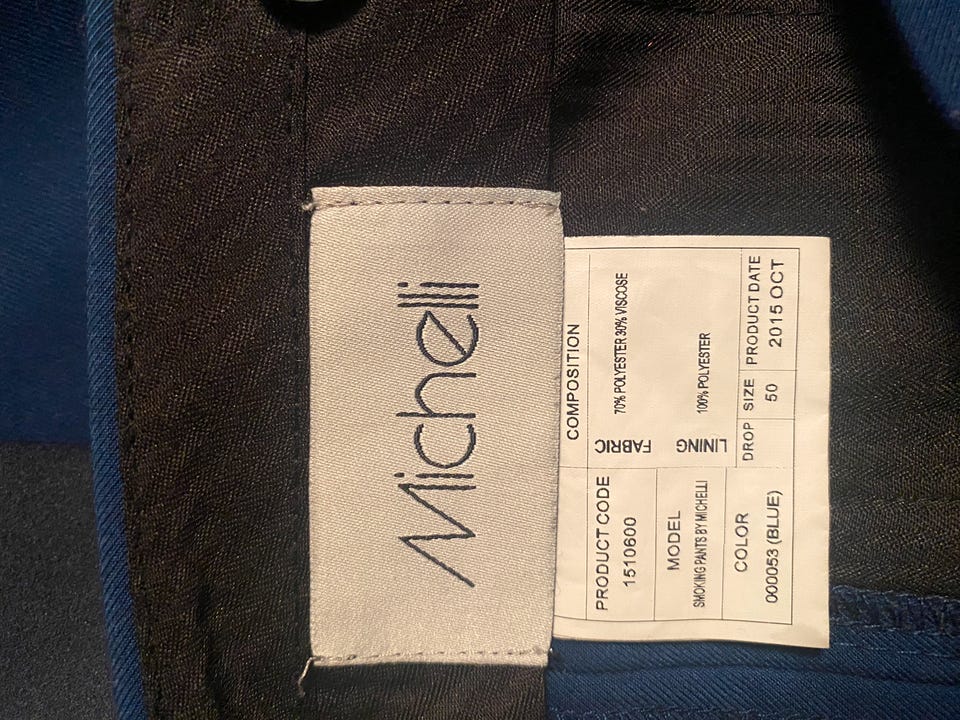 Michelli
PRODUCT CODE
1510600
MODEL
SMOKING PANTS BY MICHELLI
COLOR
000053 (BLUE)
COMPOSITION
FABRIC
70% POLYESTER 30% VISCOSE
LINING
100% POLYESTER
DROP SIZE PRODUCT DATE
50 2015 OCT